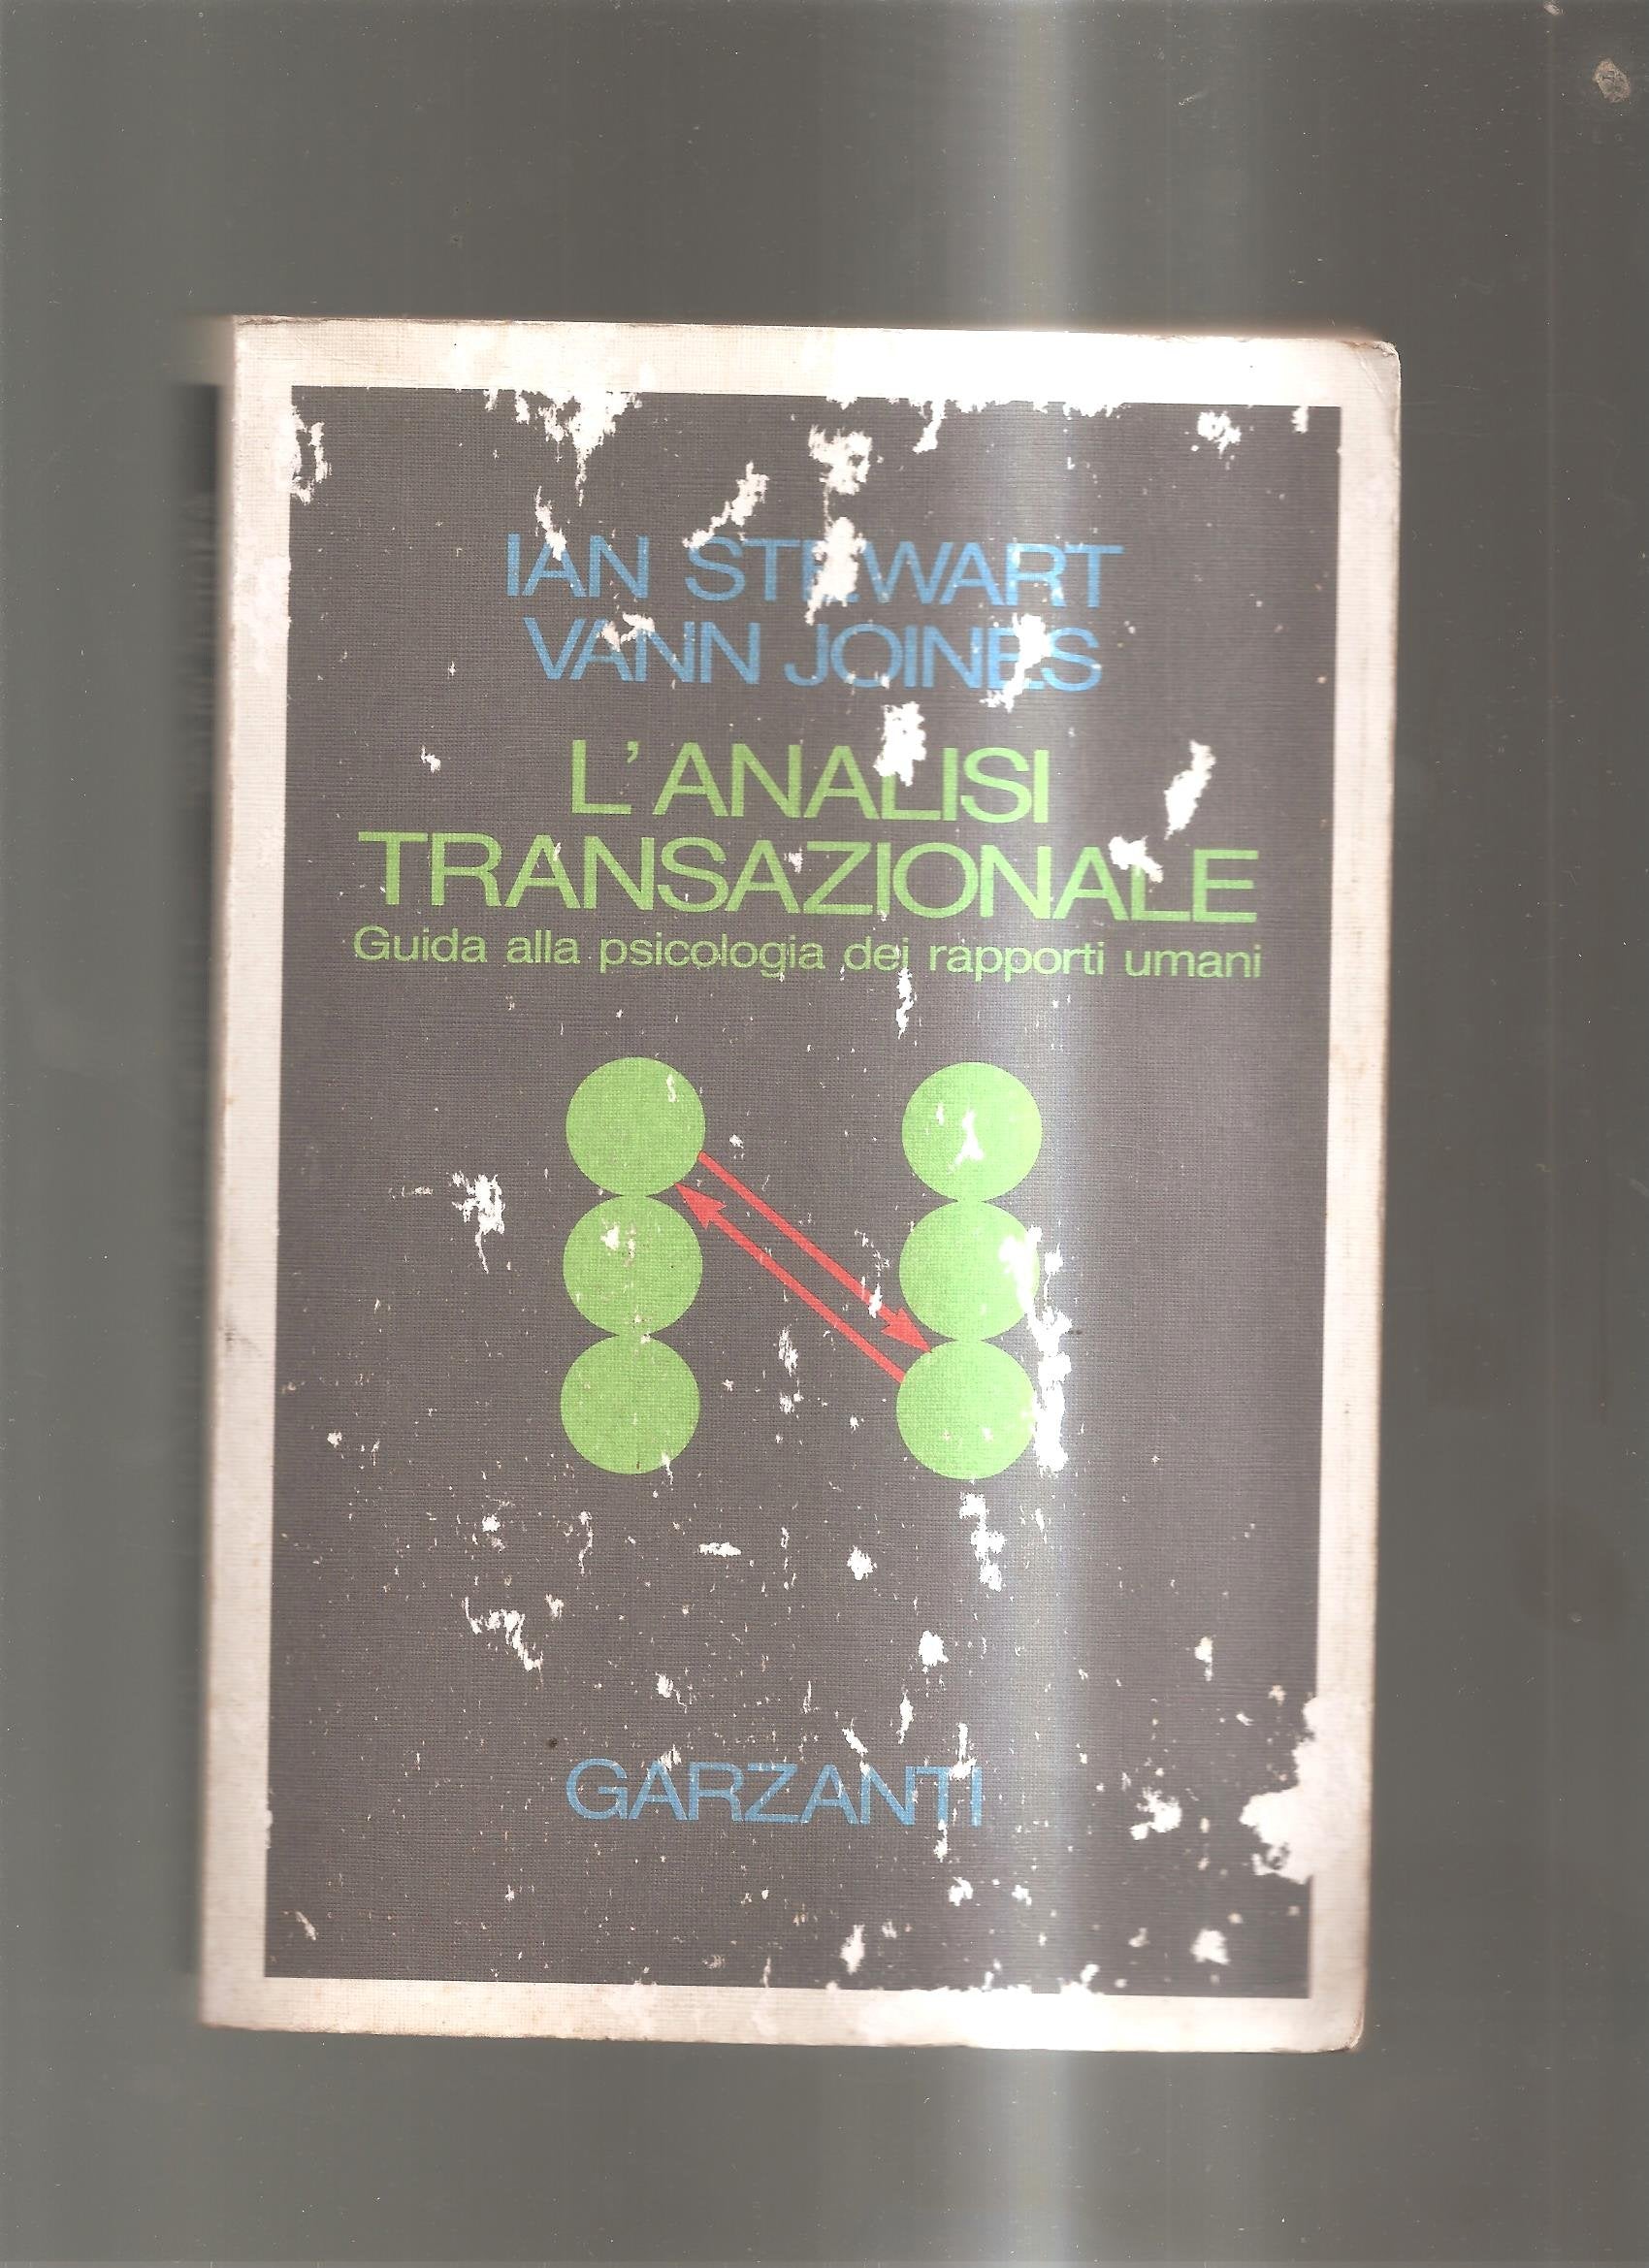 IAN STEWART
VANN JOINES
L'ANALISI
TRANSAZIONALE
Guida alla psicologia dei rapporti umani
GARZANTI